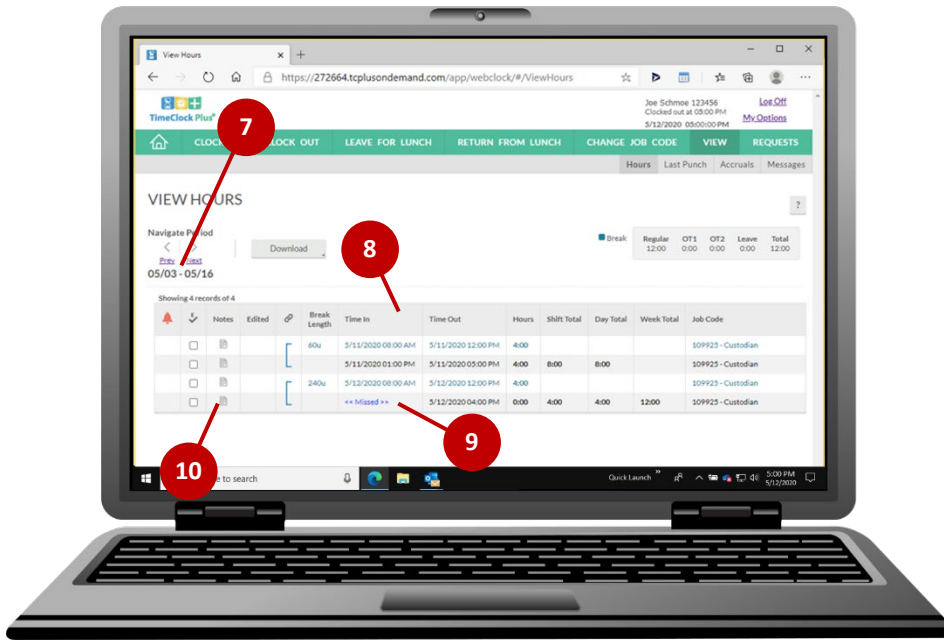 View Hours
https://272664.tcplusondemand.com/app/webclock/#/ViewHours
TimeClock Plus
Joe Schmoe 123456
Clocked out at 05:00 PM
5/12/2020 05:00:00 PM
Log Off
My Options
7
CLOCK OUT LEAVE FOR LUNCH RETURN FROM LUNCH CHANGE JOB CODE VIEW REQUESTS
Hours Last Punch Accruals Messages
VIEW HOURS
?
Navigate Period
Prev Next
05/03 - 05/16
Download
8
Break
Regular OT1 OT2 Leave Total
12:00 0:00 0:00 0:00 12:00
Showing 4 records of 4
Notes Edited Break Length Time In Time Out Hours Shift Total Day Total Week Total Job Code
60u 5/11/2020 08:00 AM 5/11/2020 12:00 PM 4:00 109925 - Custodian
5/11/2020 01:00 PM 5/11/2020 05:00 PM 4:00 8:00 8:00 109925 - Custodian
240u 5/12/2020 08:00 AM 5/12/2020 12:00 PM 4:00 109925 - Custodian
<< Missed >> 5/12/2020 04:00 PM 0:00 4:00 4:00 12:00 109925 - Custodian
9
10
to search
Quick Launch
5:00 PM
5/12/2020